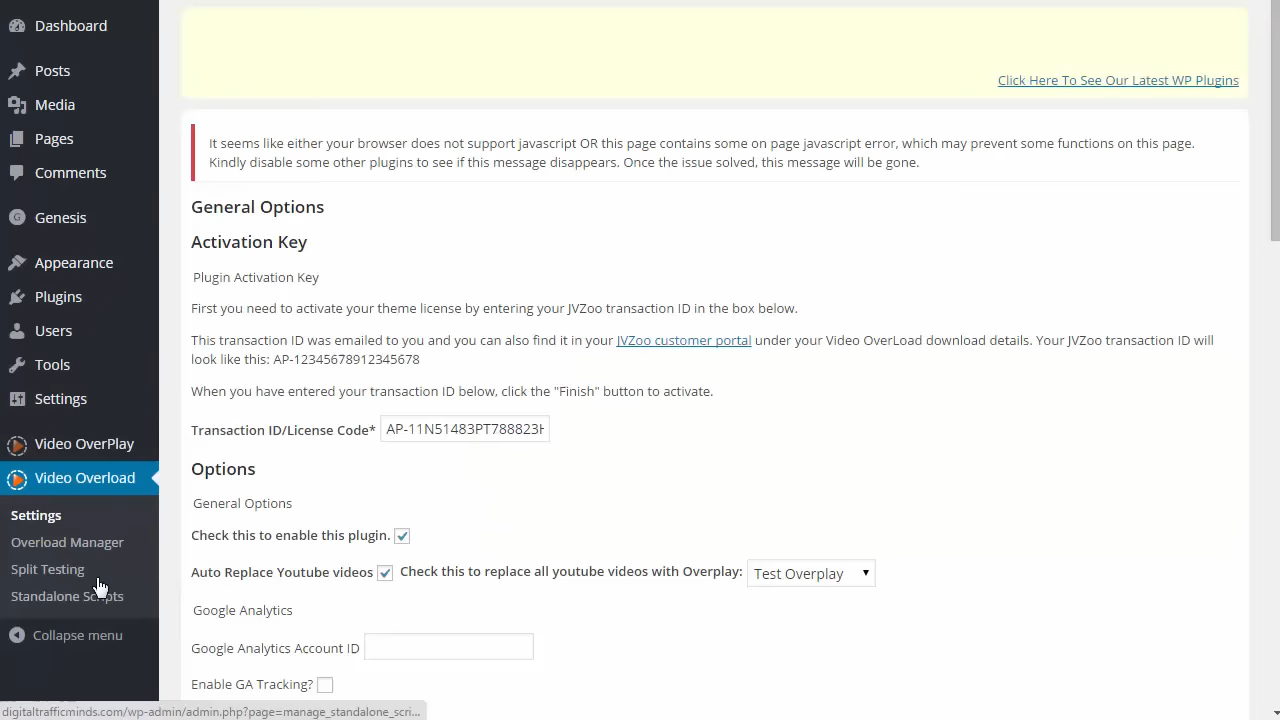 Dashboard
Posts
Media
Pages
Comments
Genesis
Appearance
Plugins
Users
Tools
Settings
Video OverPlay
Video Overload
Settings
Overload Manager
Split Testing
Standalone Scripts
Collapse menu
Click Here To See Our Latest WP Plugins
It seems like either your browser does not support javascript OR this page contains some on page javascript error, which may prevent some functions on this page.
Kindly disable some other plugins to see if this message disappears. Once the issue solved, this message will be gone.
General Options
Activation Key
Plugin Activation Key
First you need to activate your theme license by entering your JVZoo transaction ID in the box below.
This transaction ID was emailed to you and you can also find it in your JVZoo customer portal under your Video OverLoad download details. Your JVZoo transaction ID will
look like this: AP-12345678912345678
When you have entered your transaction ID below, click the "Finish" button to activate.
Transaction ID/License Code* AP-11N51483PT788823H
Options
General Options
Check this to enable this plugin.
Auto Replace Youtube videos Check this to replace all youtube videos with Overplay: Test Overplay
Google Analytics
Google Analytics Account ID
Enable GA Tracking?
digitaltrafficminds.com/wp-admin/admin.php?page=manage_standalone_scri...